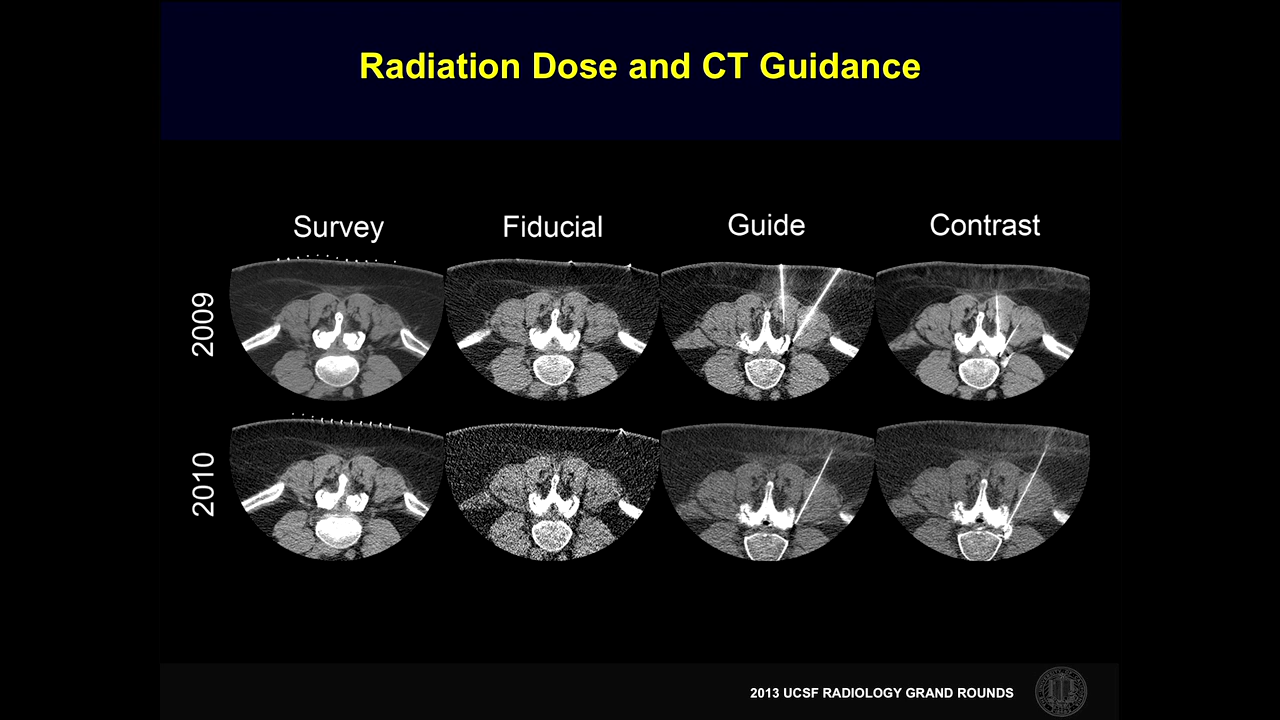 Radiation Dose and CT Guidance
Survey Fiducial Guide Contrast
2009
2010
2013 UCSF RADIOLOGY GRAND ROUNDS